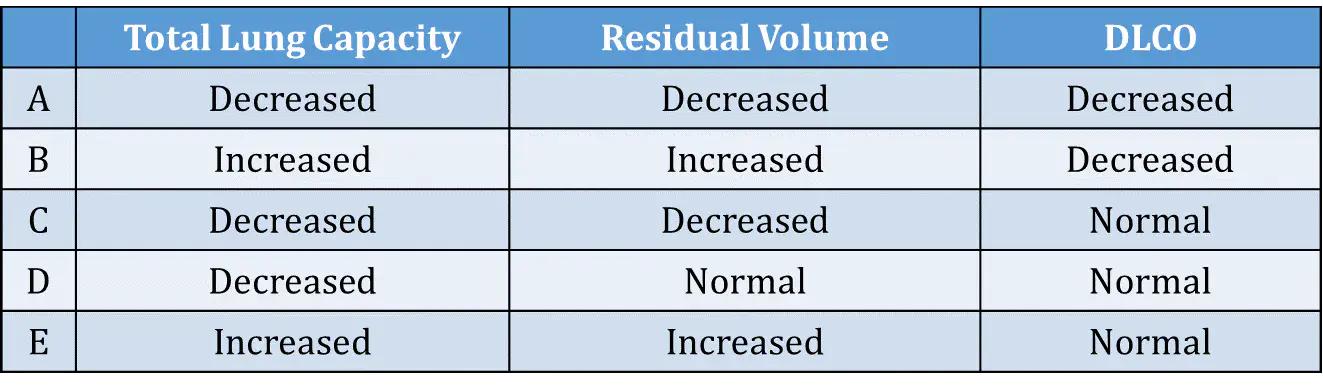 Total Lung Capacity Residual Volume DLCO
A Decreased Decreased Decreased
B Increased Increased Decreased
C Decreased Decreased Normal
D Decreased Normal Normal
E Increased Increased Normal